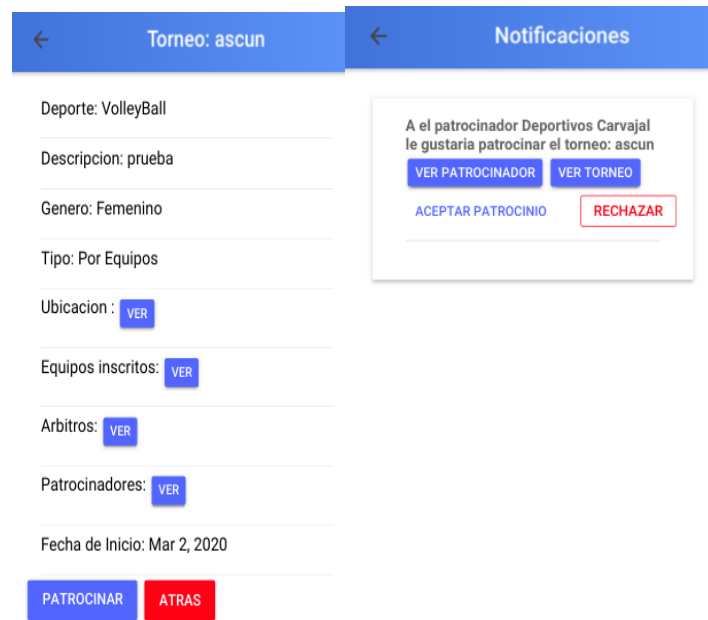 Torneo: ascun
Deporte: VolleyBall
Descripcion: prueba
Genero: Femenino
Tipo: Por Equipos
Ubicacion : VER
Equipos inscritos: VER
Arbitros: VER
Patrocinadores: VER
Fecha de Inicio: Mar 2, 2020
PATROCINAR ATRAS
Notificaciones
A el patrocinador Deportivos Carvajal
le gustaria patrocinar el torneo: ascun
VER PATROCINADOR VER TORNEO
ACEPTAR PATROCINIO RECHAZAR